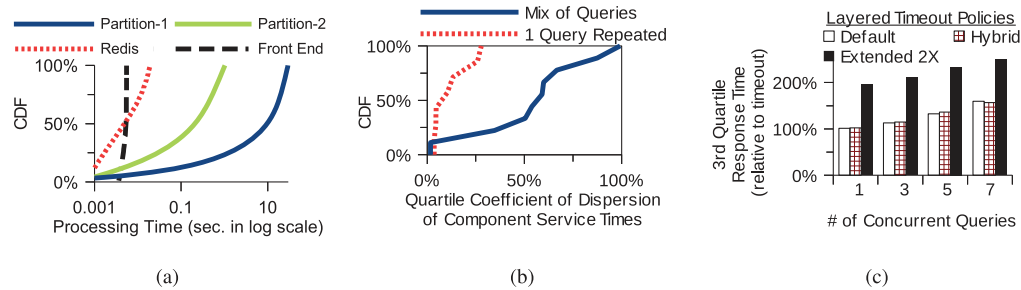 Partition-1
Partition-2
Redis
Front End
100%
50%
0%
CDF
0.001
0.1
10
Processing Time (sec. in log scale)
(a)
Mix of Queries
1 Query Repeated
100%
50%
0%
CDF
0%
50%
100%
Quartile Coefficient of Dispersion
of Component Service Times
(b)
Layered Timeout Policies
Default
Hybrid
Extended 2X
200%
100%
0%
3rd Quartile
Response Time
(relative to timeout)
1
3
5
7
# of Concurrent Queries
(c)